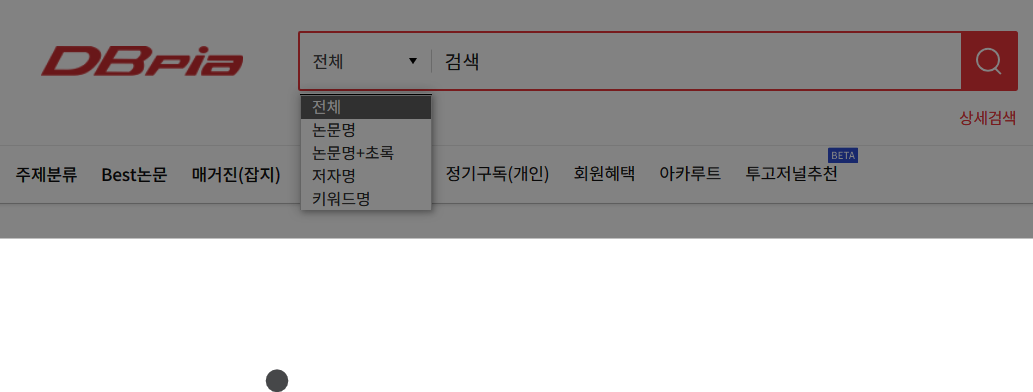 DBpia
전체
검색
전체
논문명
논문명+초록
저자명
키워드명
상세검색
주제분류 Best논문 매거진(잡지) 정기구독(개인) 회원혜택 아카루트 투고저널추천 BETA